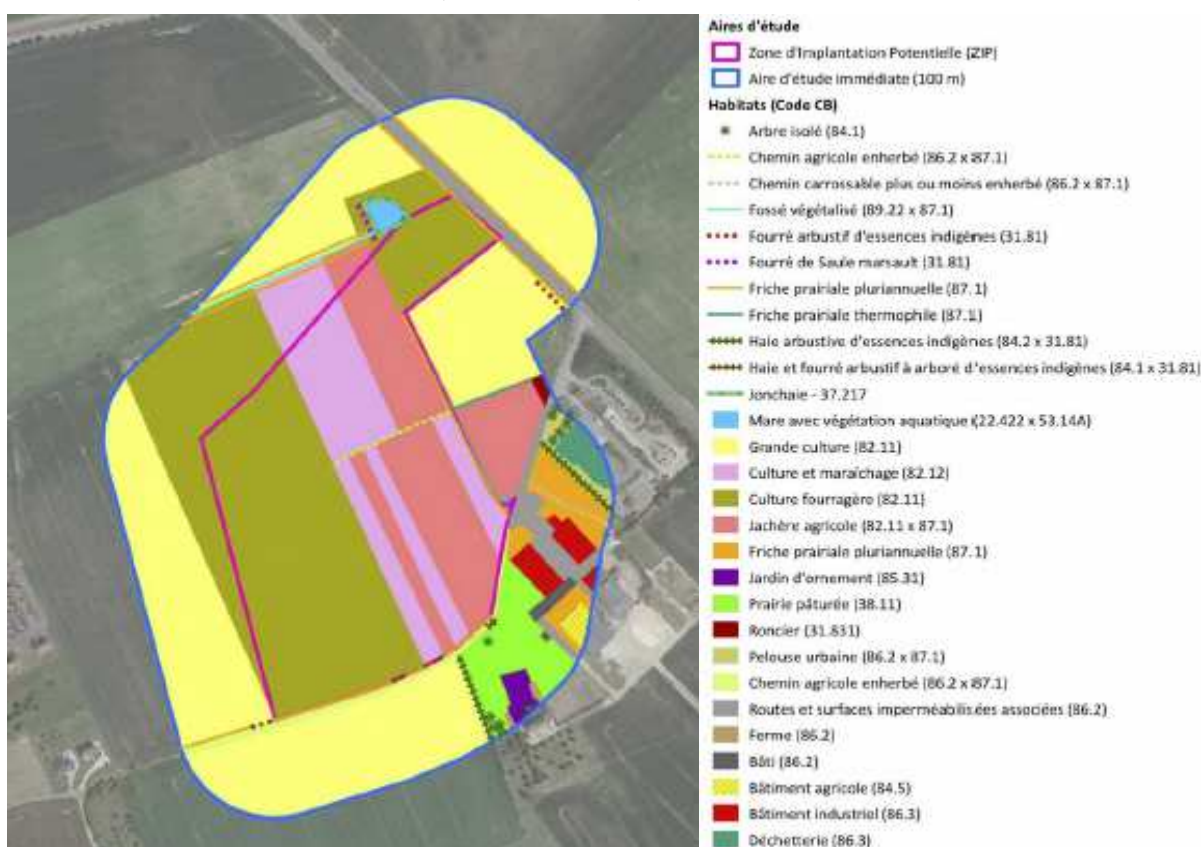 Aires d'étude
Zone d'Implantation Potentielle (ZIP)
Aire d'étude immédiate (100 m)
Habitats (Code CB)
Arbre isolé (84.1)
Chemin agricole enherbé (86.2 x 87.1)
Chemin carrossable plus ou moins enherbé (86.2 x 87.1)
Fossé végétalisé (89.22 x 87.1)
Fourré arbustif d'essences indigènes (31.81)
Fourré de Saule marsault (31.81)
Friche prairiale pluriannuelle (87.1)
Friche prairiale thermophile (87.1)
Haie arbustive d'essences indigènes (84.2 x 31.81)
Haie et fourré arbustif à arboré d'essences indigènes (84.1 x 31.81)
Jonchaie - 37.217
Mare avec végétation aquatique (22.422 x 53.14A)
Grande culture (82.11)
Culture et maraîchage (82.12)
Culture fourragère (82.11)
Jachère agricole (82.11 x 87.1)
Friche prairiale pluriannuelle (87.1)
Jardin d'ornement (85.31)
Prairie pâturée (38.11)
Roncier (31.831)
Pelouse urbaine (86.2 x 87.1)
Chemin agricole enherbé (86.2 x 87.1)
Routes et surfaces imperméabilisées associées (86.2)
Ferme (86.2)
Bâti (86.2)
Bâtiment agricole (84.5)
Bâtiment industriel (86.3)
Déchetterie (86.3)